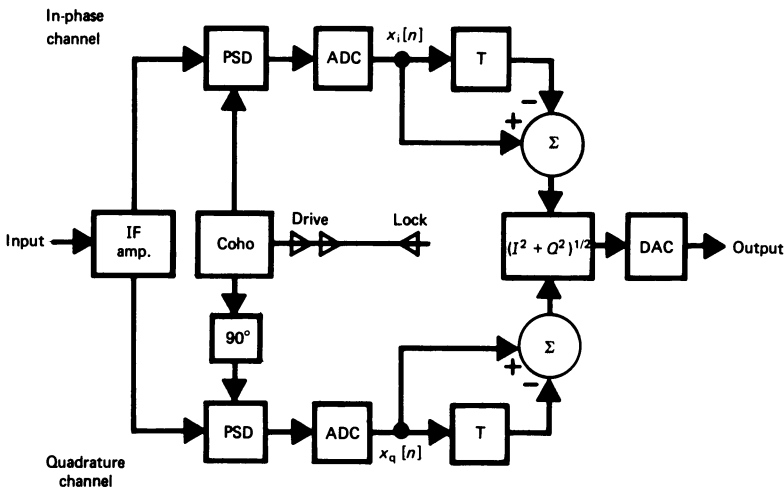 In-phase
channel
PSD
ADC
xi[n]
T
−
+
Σ
Input
IF
amp.
Coho
Drive
Lock
(I² + Q²)1/2
DAC
Output
90°
Σ
+
−
PSD
ADC
xq[n]
T
Quadrature
channel